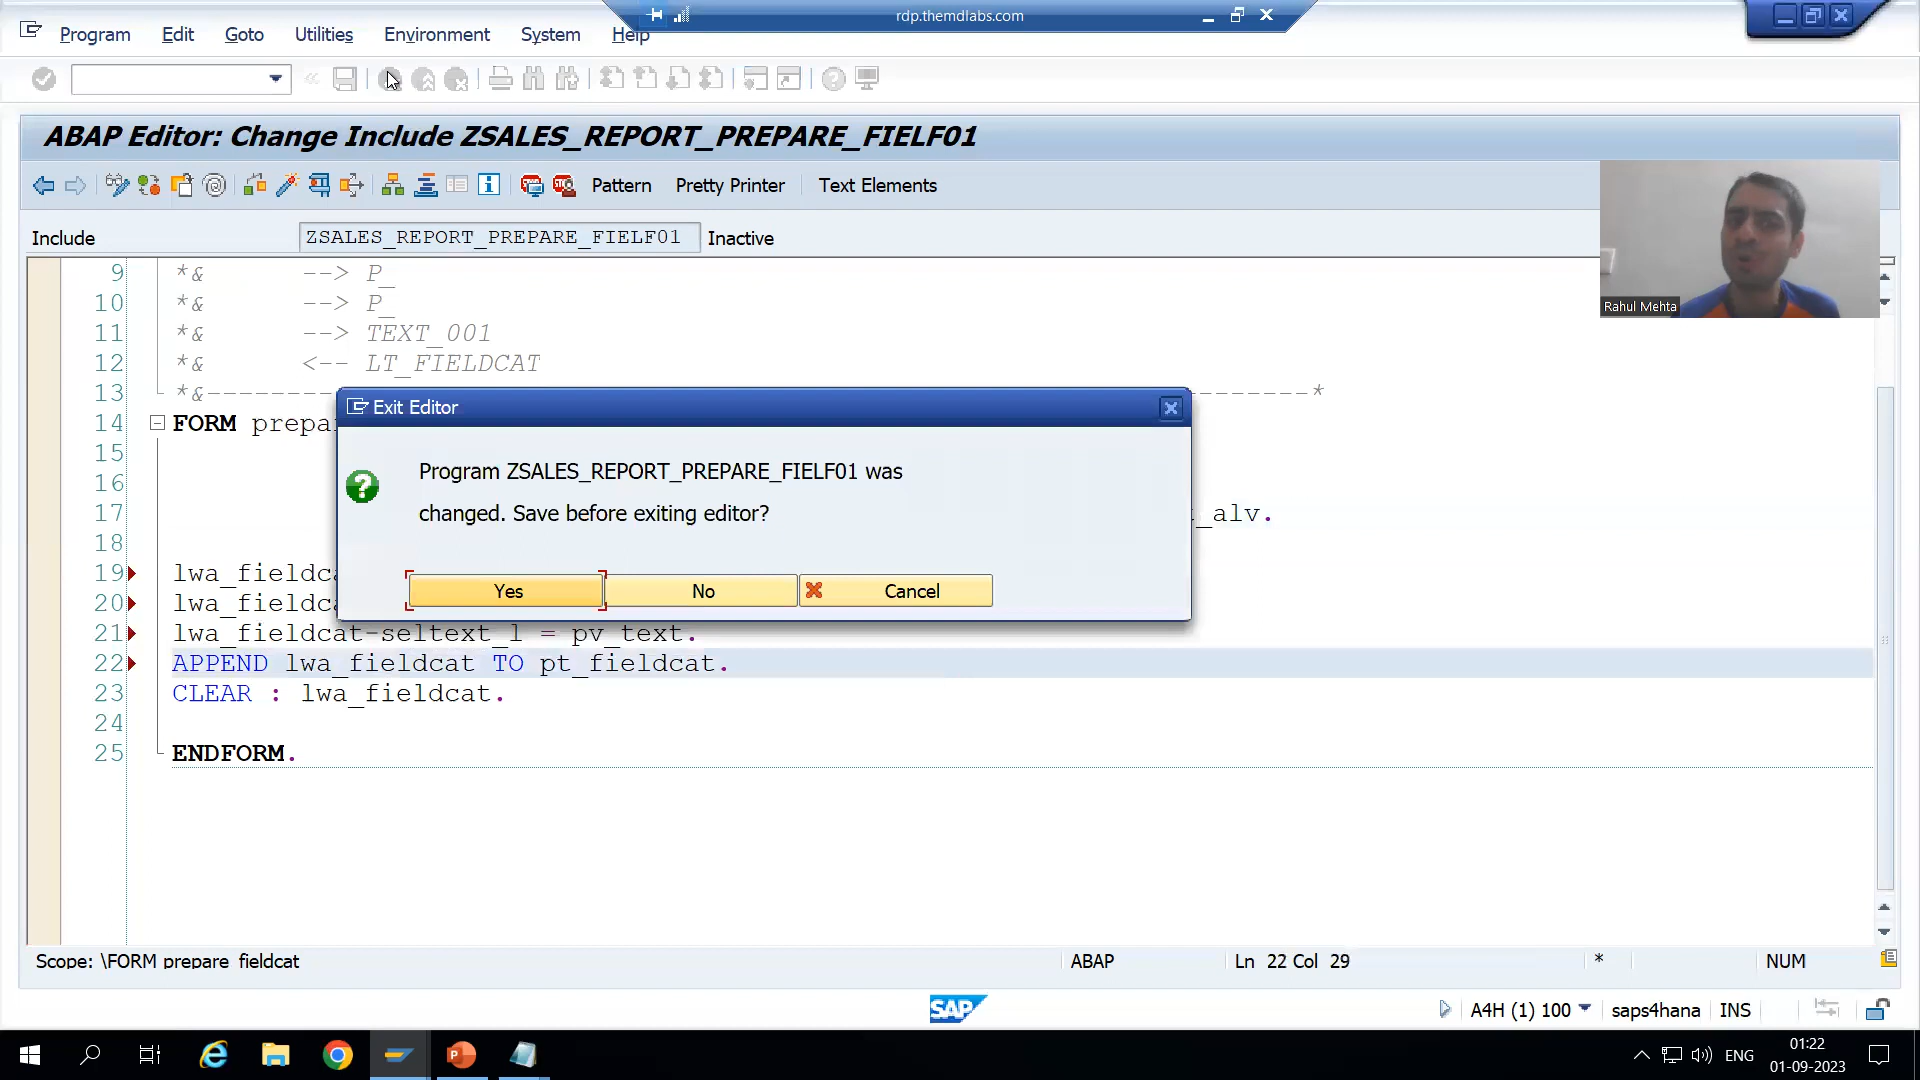 rdp.themdlabs.com
Program Edit Goto Utilities Environment System Help
ABAP Editor: Change Include ZSALES_REPORT_PREPARE_FIELF01
Pattern Pretty Printer Text Elements
Include ZSALES_REPORT_PREPARE_FIELF01 Inactive
Rahul Mehta
9 *& --> P_
10 *& --> P_
11 *& --> TEXT_001
12 *& <-- LT_FIELDCAT
13 *&-----------------------------*
Exit Editor
14 FORM prepar
15
Program ZSALES_REPORT_PREPARE_FIELF01 was
16
changed. Save before exiting editor?
17 _alv.
18
19 lwa_fieldca
Yes No Cancel
20 lwa_fieldca
21 lwa_fieldcat-seltext_l = pv_text.
22 APPEND lwa_fieldcat TO pt_fieldcat.
23 CLEAR : lwa_fieldcat.
24
25 ENDFORM.
Scope: \FORM prepare_fieldcat ABAP Ln 22 Col 29 * NUM
SAP A4H (1) 100 saps4hana INS
ENG 01:22
01-09-2023